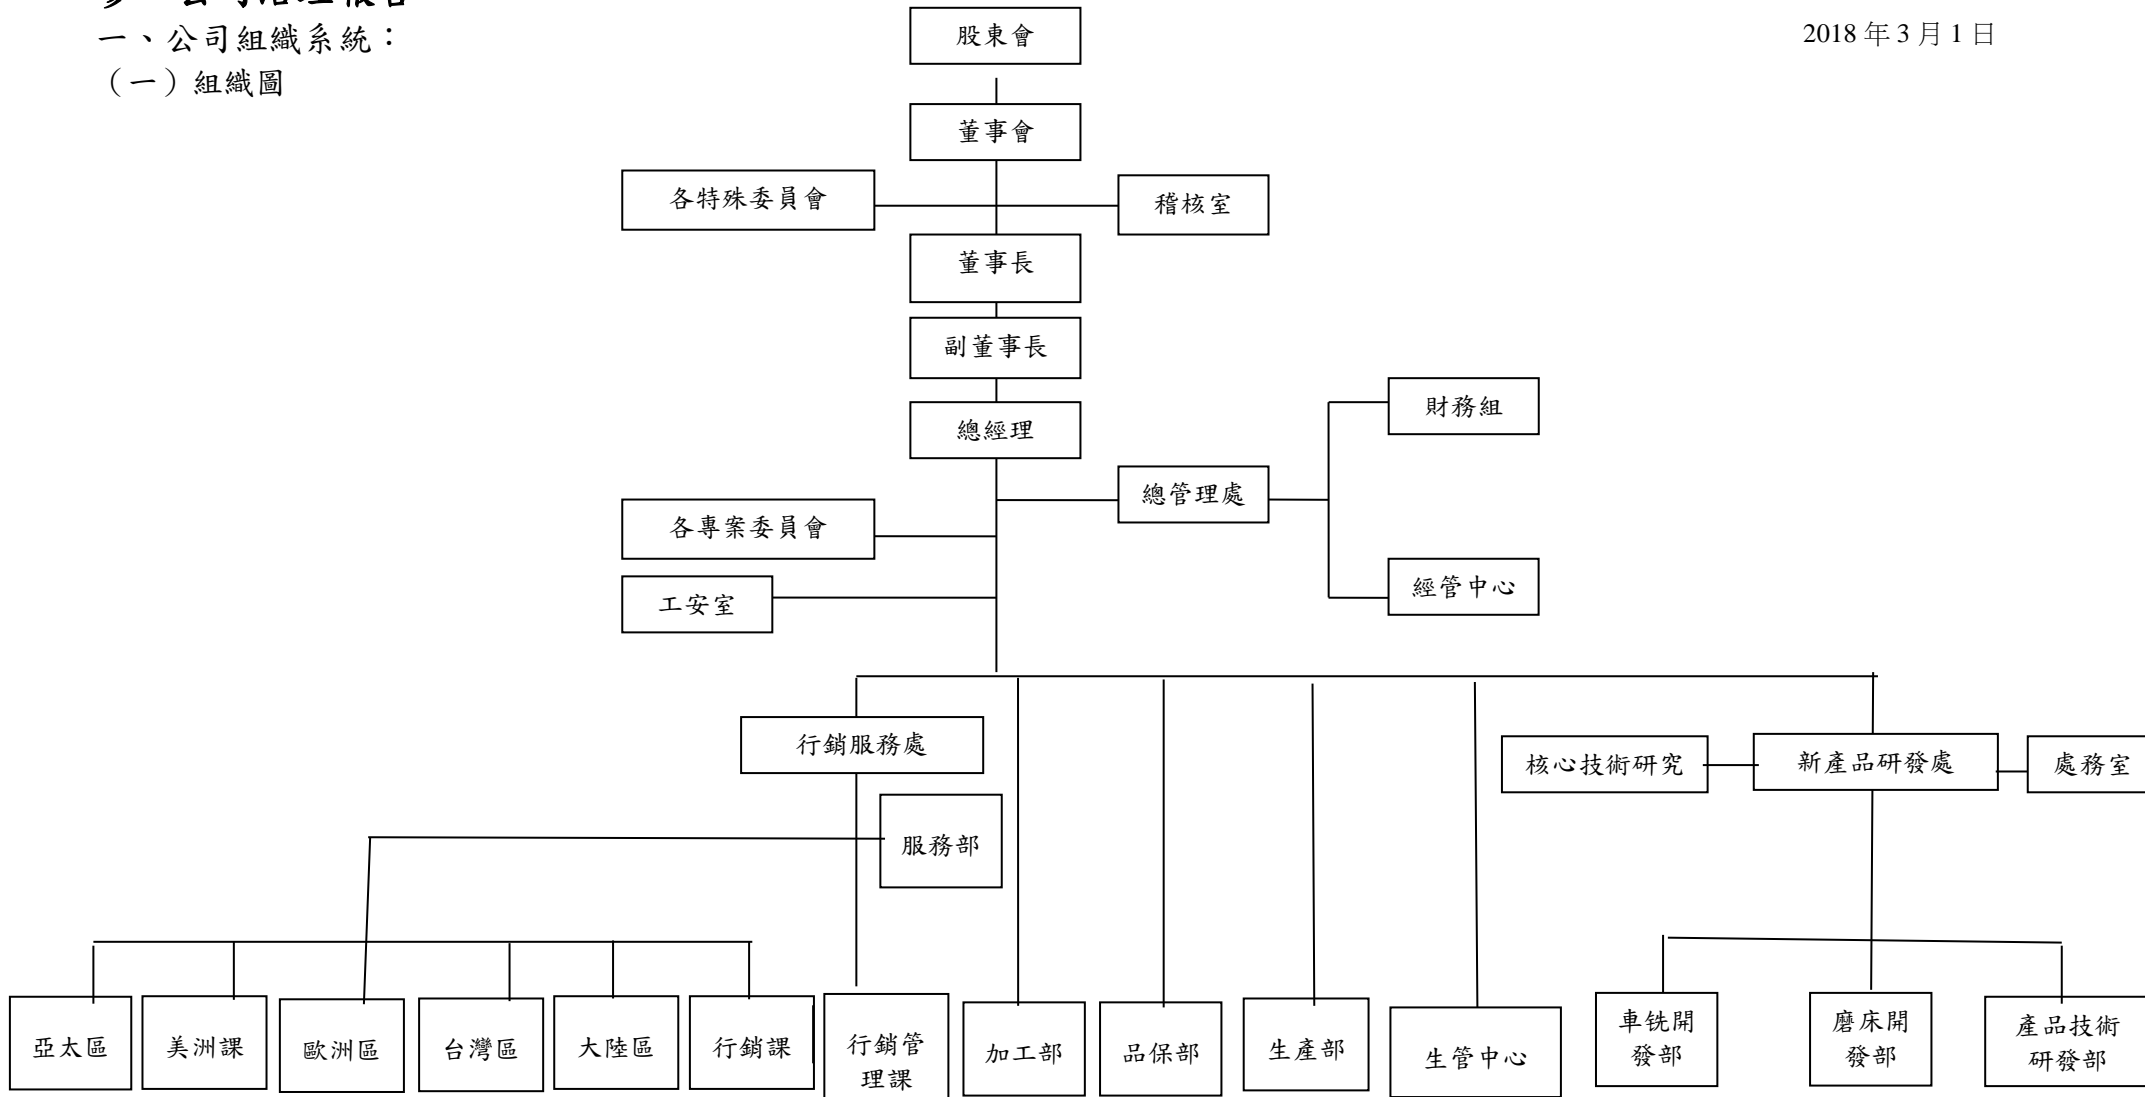 一、公司組織系統：
（一）組織圖
2018 年 3 月 1 日
股東會
董事會
各特殊委員會
稽核室
董事長
副董事長
總經理
財務組
總管理處
各專案委員會
經管中心
工安室
行銷服務處
核心技術研究
新產品研發處
處務室
服務部
亞太區
美洲課
歐洲區
台灣區
大陸區
行銷課
行銷管
理課
加工部
品保部
生產部
生管中心
車铣開
發部
磨床開
發部
產品技術
研發部